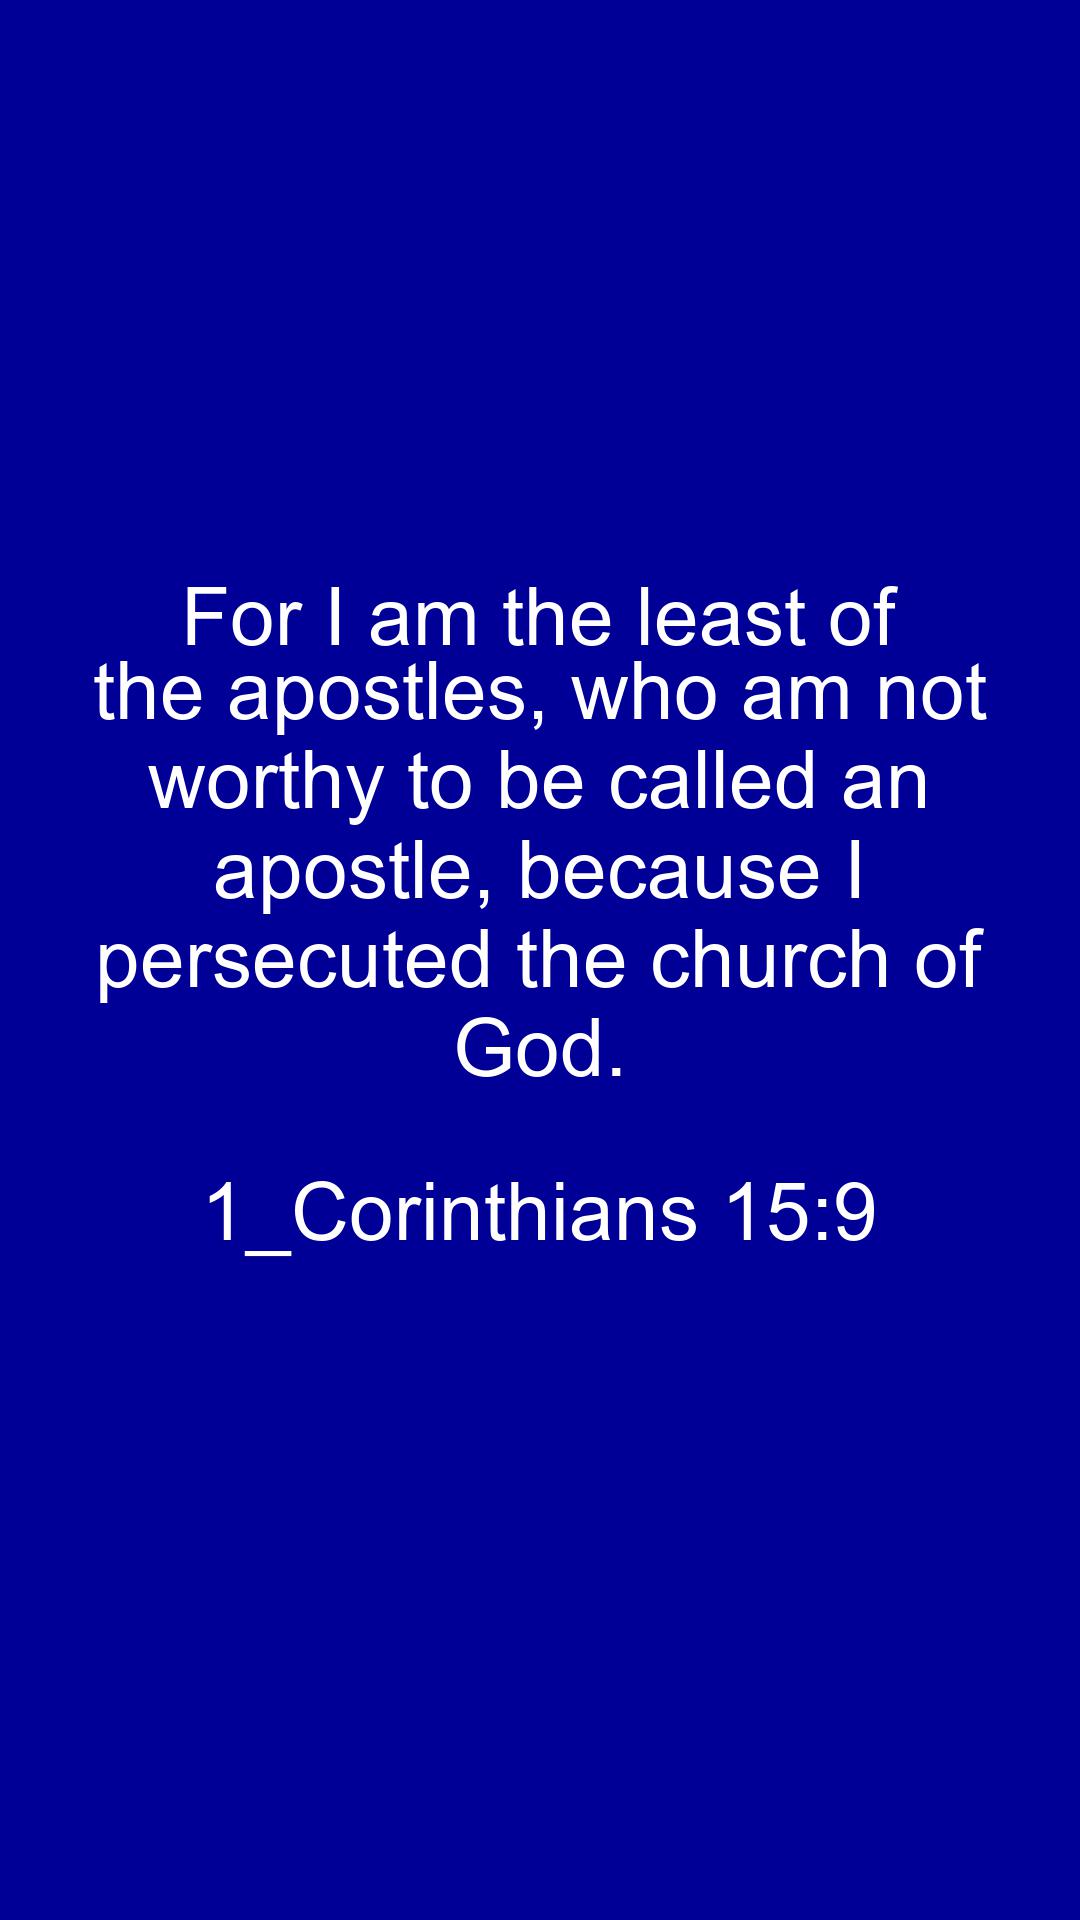 For I am the least of
the apostles, who am not
worthy to be called an
apostle, because I
persecuted the church of
God.
1_Corinthians 15:9